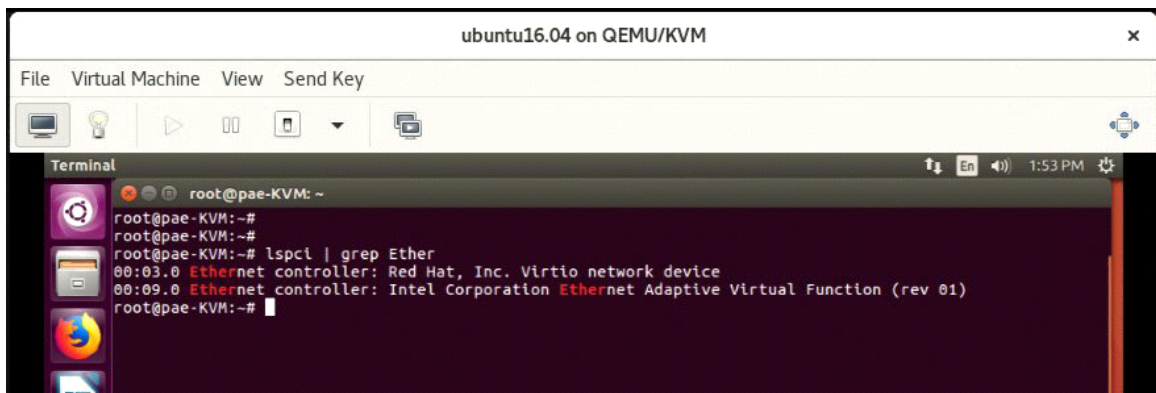 ubuntu16.04 on QEMU/KVM
File Virtual Machine View Send Key
Terminal En 1:53 PM
root@pae-KVM: ~
root@pae-KVM:~#
root@pae-KVM:~#
root@pae-KVM:~# lspci | grep Ether
00:03.0 Ethernet controller: Red Hat, Inc. Virtio network device
00:09.0 Ethernet controller: Intel Corporation Ethernet Adaptive Virtual Function (rev 01)
root@pae-KVM:~#